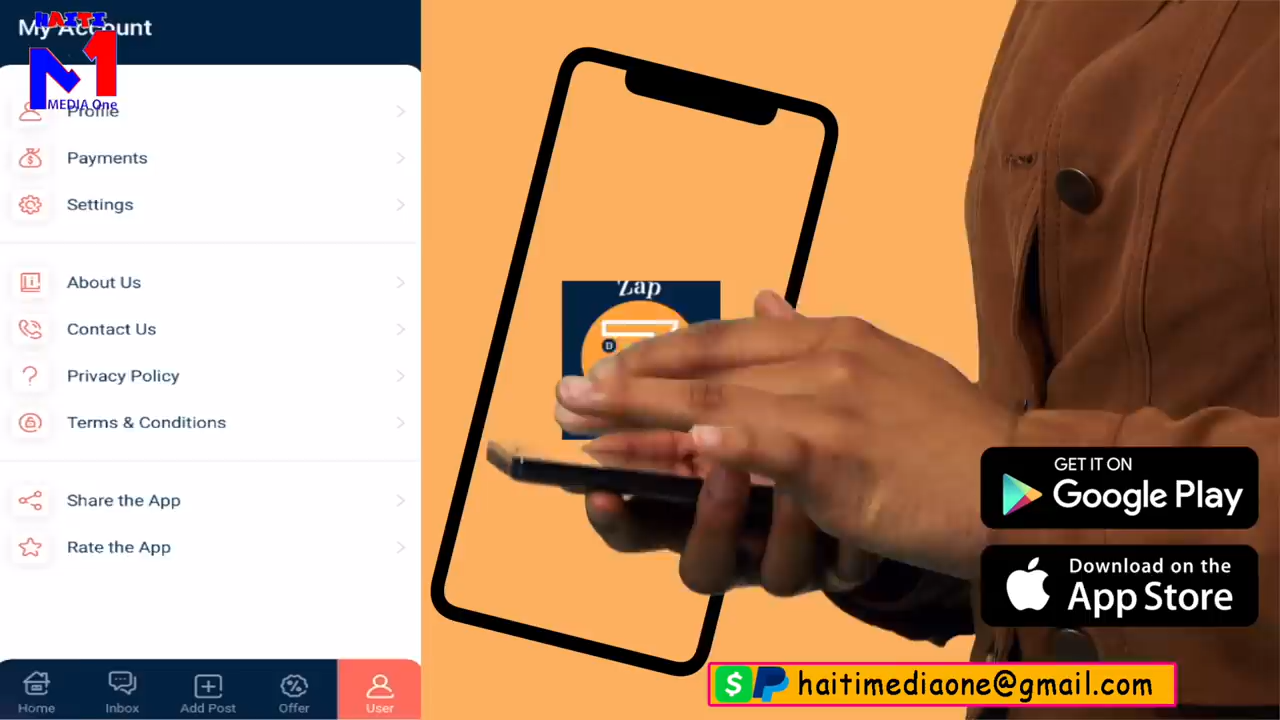 HAITI
My Account
MEDIA One
Profile
Payments
Settings
About Us
Contact Us
Privacy Policy
Terms & Conditions
Share the App
Rate the App
Home
Inbox
Add Post
Offer
User
Zap
D
GET IT ON
Google Play
Download on the
App Store
$ P haitimediaone@gmail.com